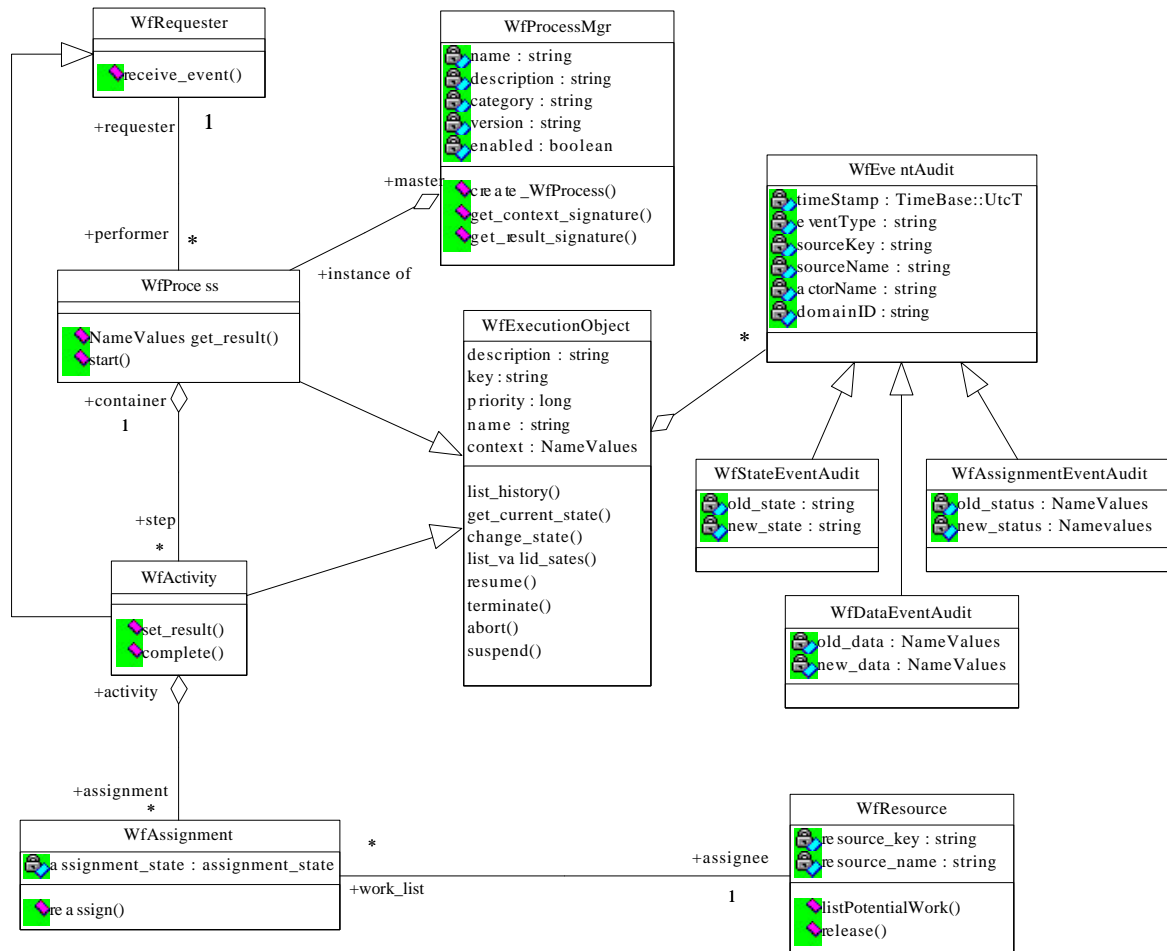 WfRequester
receive_event()
+requester
1
+performer
*
WfProcessMgr
name : string
description : string
category : string
version : string
enabled : boolean
create_WfProcess()
get_context_signature()
get_result_signature()
+master
+instance of
WfProcess
NameValues get_result()
start()
+container
1
+step
*
WfActivity
set_result()
complete()
+activity
+assignment
*
WfAssignment
assignment_state : assignment_state
reassign()
*
+work_list
+assignee
1
WfResource
resource_key : string
resource_name : string
listPotentialWork()
release()
WfExecutionObject
description : string
key : string
priority : long
name : string
context : NameValues
list_history()
get_current_state()
change_state()
list_valid_sates()
resume()
terminate()
abort()
suspend()
*
WfEventAudit
timeStamp : TimeBase::UtcT
eventType : string
sourceKey : string
sourceName : string
actorName : string
domainID : string
WfStateEventAudit
old_state : string
new_state : string
WfAssignmentEventAudit
old_status : NameValues
new_status : Namevalues
WfDataEventAudit
old_data : NameValues
new_data : NameValues